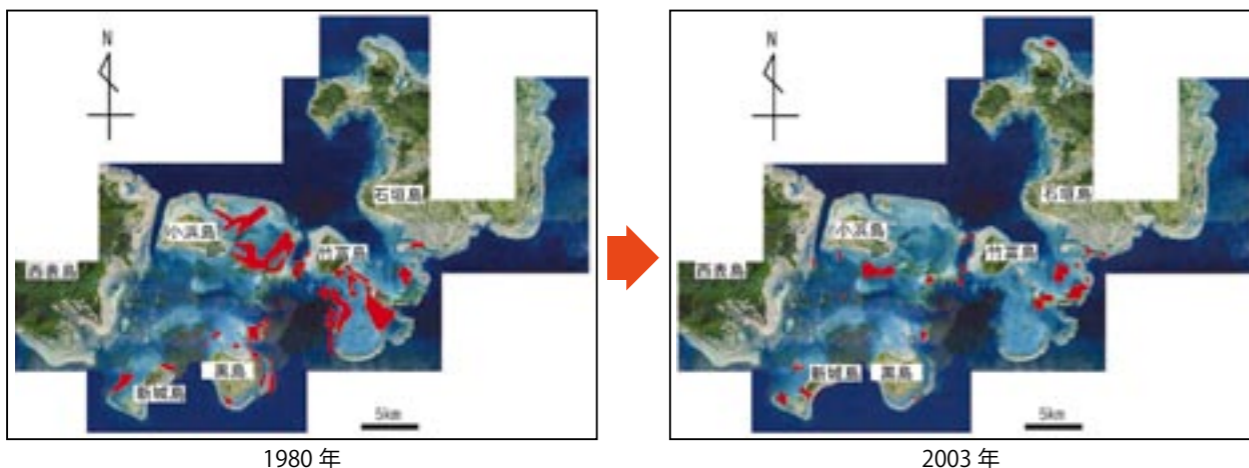 N
石垣島
小浜島
竹富島
西表島
黒島
新城島
5km
1980 年
N
石垣島
小浜島
竹富島
西表島
黒島
新城島
5km
2003 年